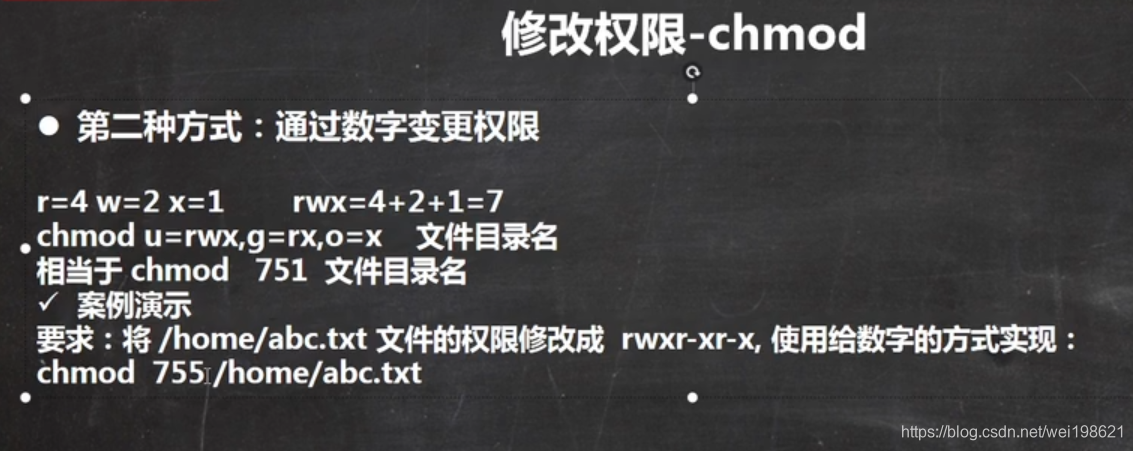 修改权限-chmod
● 第二种方式：通过数字变更权限
r=4 w=2 x=1 rwx=4+2+1=7
chmod u=rwx,g=rx,o=x 文件目录名
相当于 chmod 751 文件目录名
✓ 案例演示
要求：将 /home/abc.txt 文件的权限修改成 rwxr-xr-x, 使用给数字的方式实现：
chmod 755 /home/abc.txt
https://blog.csdn.net/wei198621